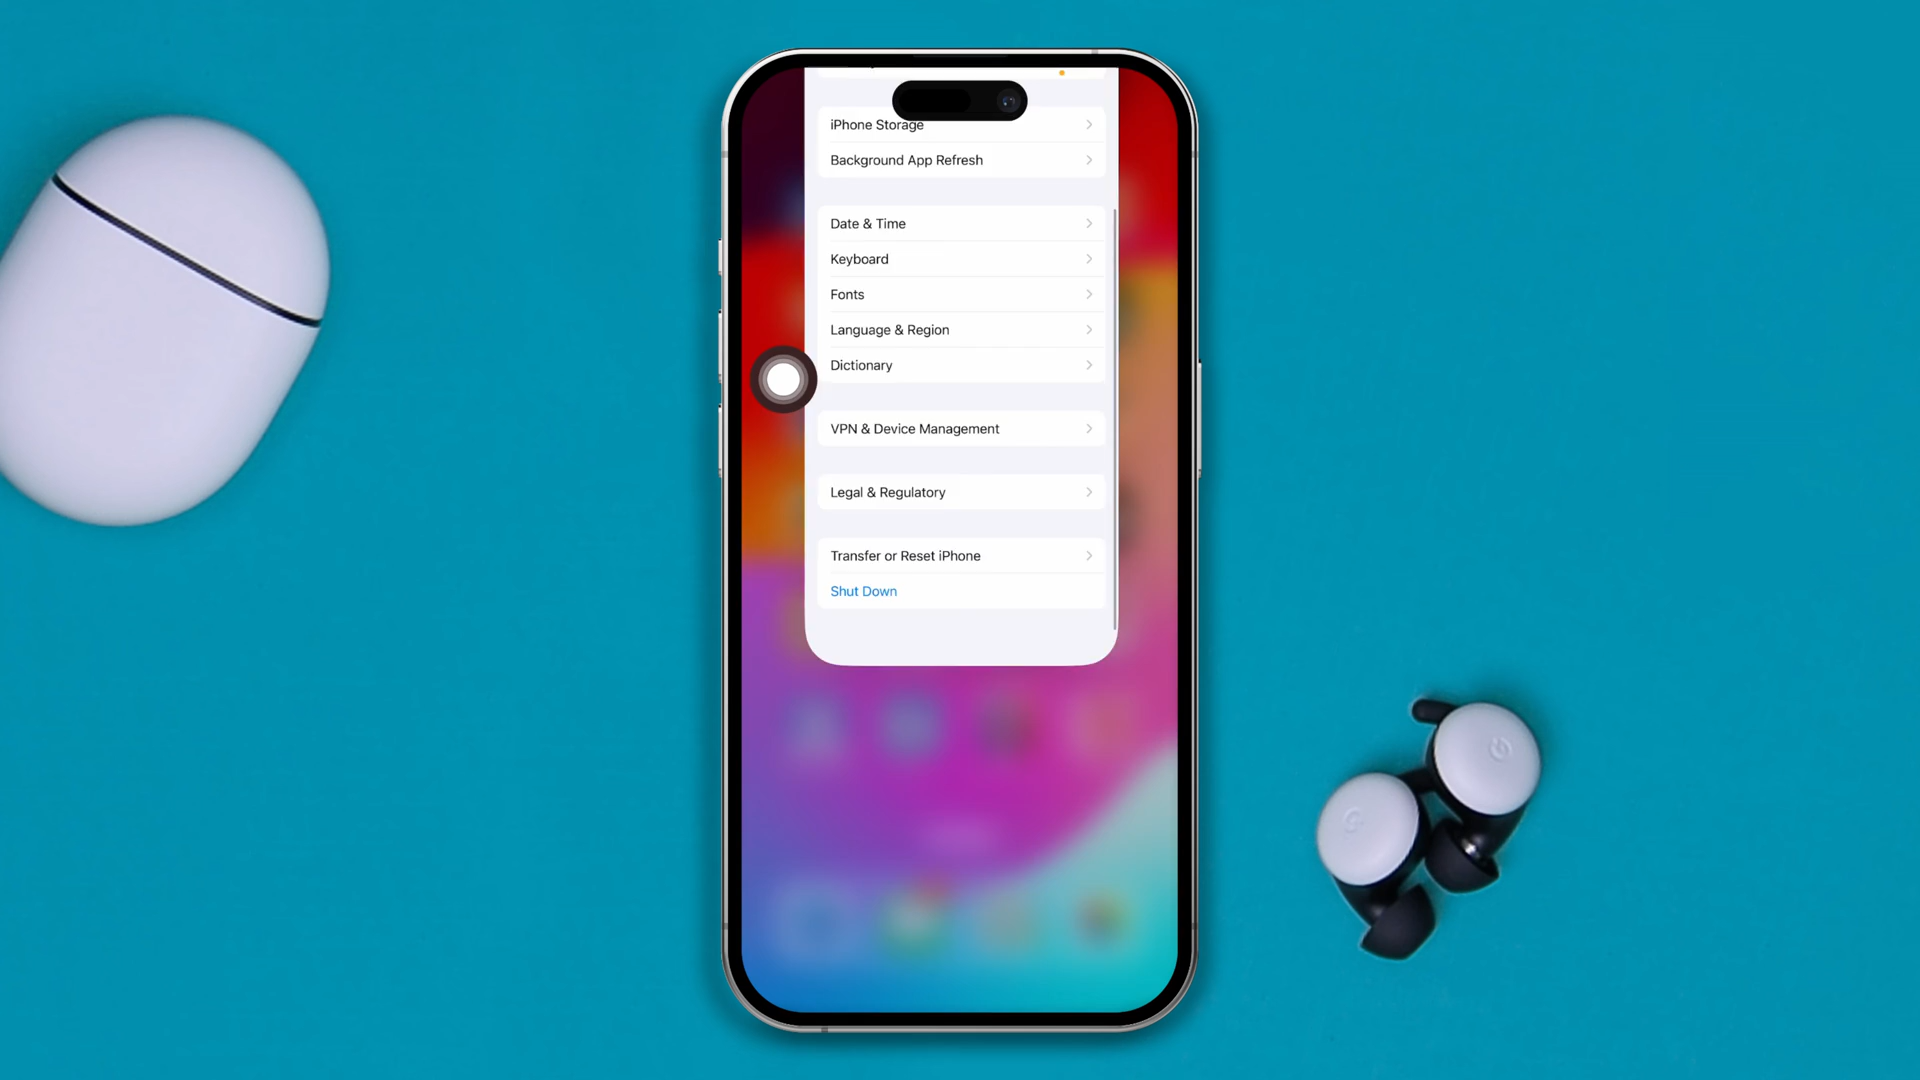 iPhone Storage
Background App Refresh
Date & Time
Keyboard
Fonts
Language & Region
Dictionary
VPN & Device Management
Legal & Regulatory
Transfer or Reset iPhone
Shut Down